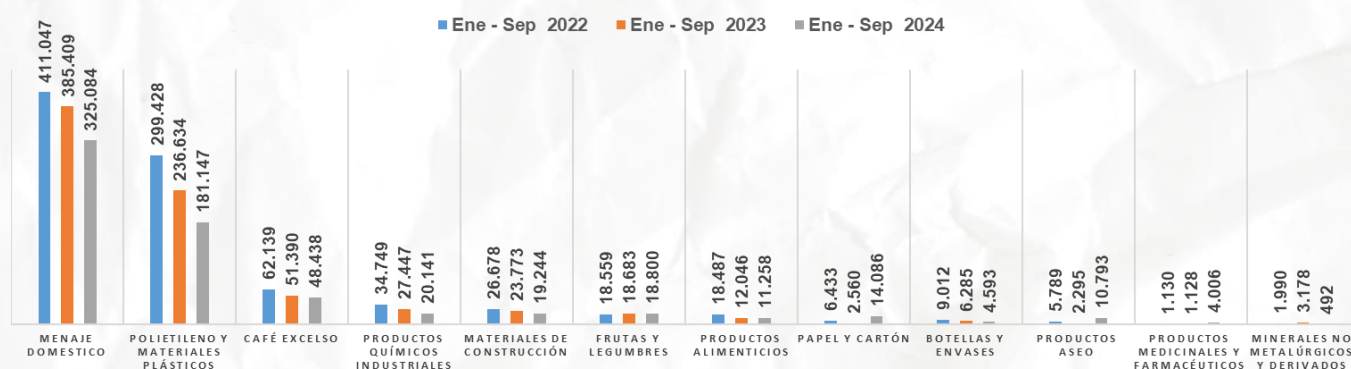 Ene - Sep 2022 Ene - Sep 2023 Ene - Sep 2024
411.047
385.409
325.084
299.428
236.634
181.147
62.139
51.390
48.438
34.749
27.447
20.141
26.678
23.773
19.244
18.559
18.683
18.800
18.487
12.046
11.258
6.433
2.560
14.086
9.012
6.285
4.593
5.789
2.295
10.793
1.130
1.128
4.006
1.990
3.178
492
MENAJE
DOMESTICO
POLIETILENO Y
MATERIALES
PLÁSTICOS
CAFÉ EXCELSO
PRODUCTOS
QUÍMICOS
INDUSTRIALES
MATERIALES DE
CONSTRUCCIÓN
FRUTAS Y
LEGUMBRES
PRODUCTOS
ALIMENTICIOS
PAPEL Y CARTÓN
BOTELLAS Y
ENVASES
PRODUCTOS
ASEO
PRODUCTOS
MEDICINALES Y
FARMACÉUTICOS
MINERALES NO
METALÚRGICOS
Y DERIVADOS